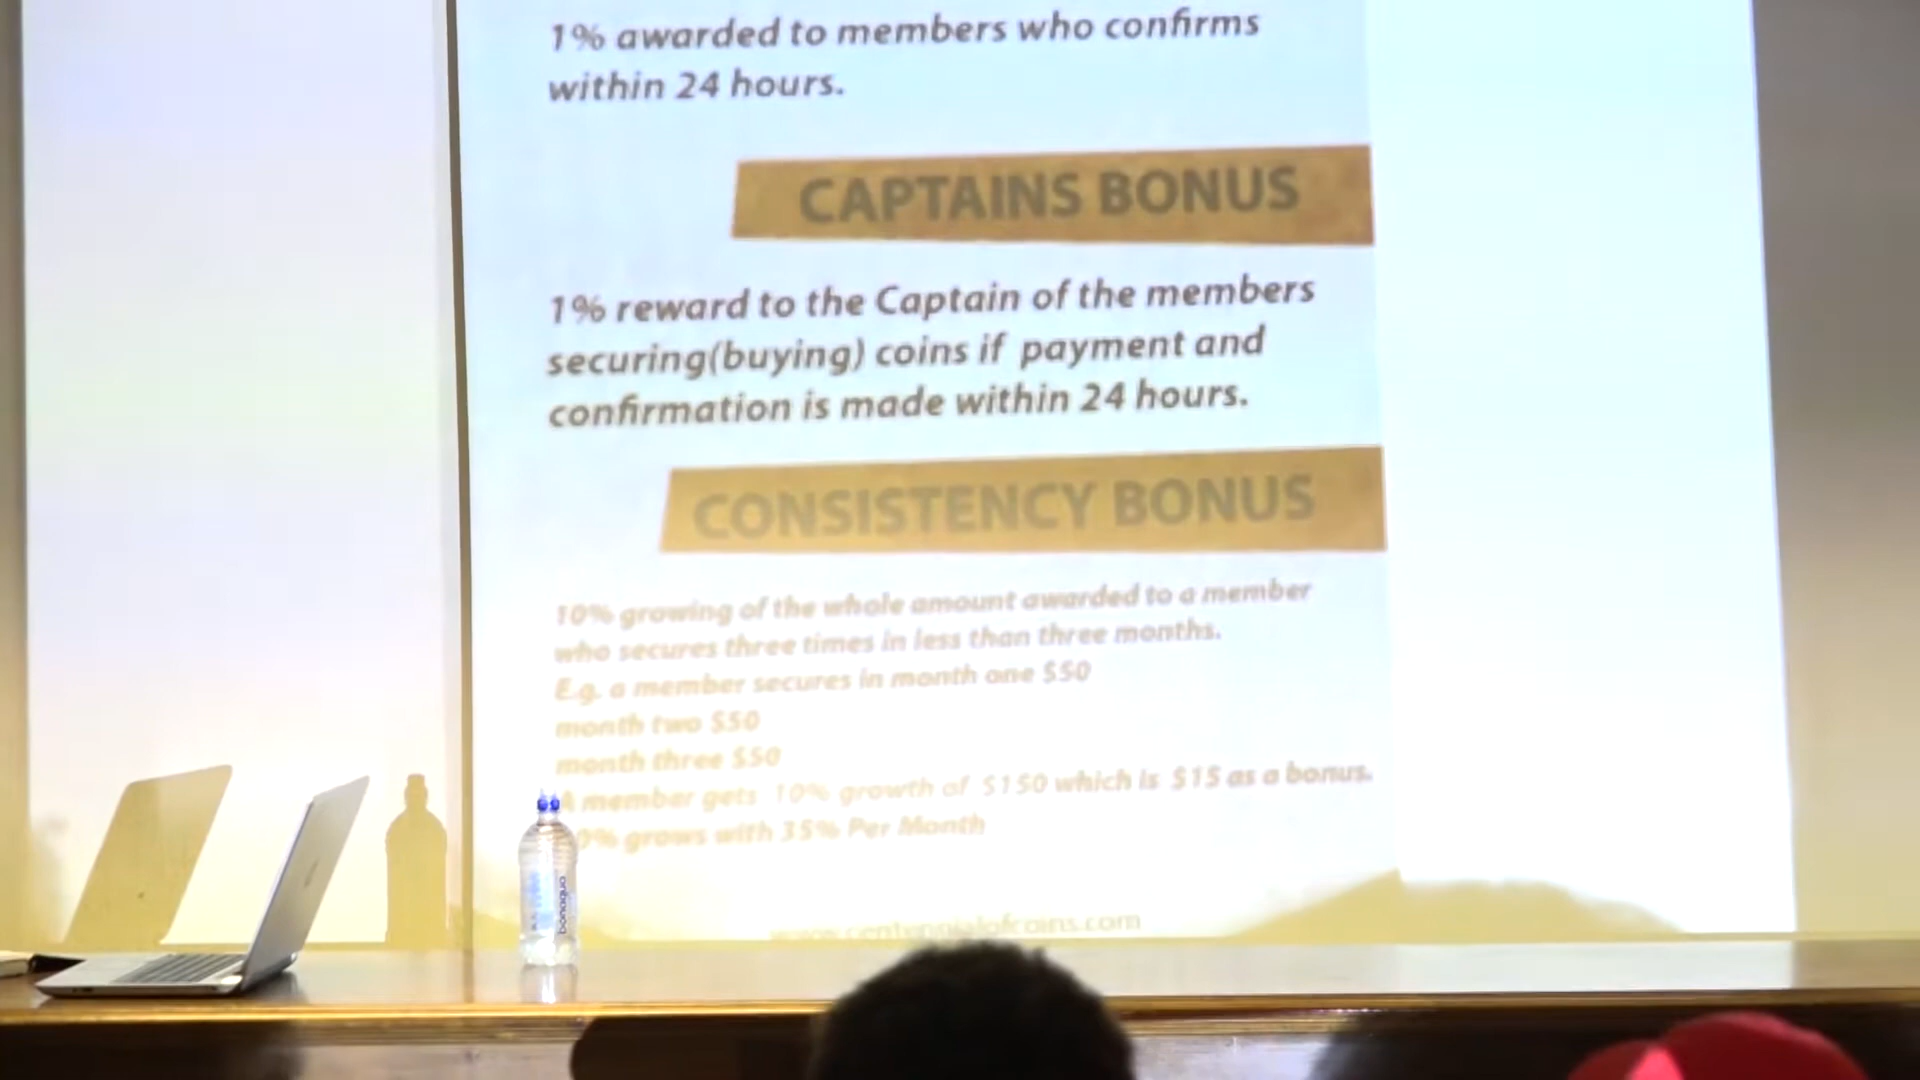 1% awarded to members who confirms
within 24 hours.
CAPTAINS BONUS
1% reward to the Captain of the members
securing(buying) coins if payment and
confirmation is made within 24 hours.
CONSISTENCY BONUS
10% growing of the whole amount awarded to a member
who secures three times in less than three months.
E.g. a member secures in month one $50
month two $50
month three $50
A member gets 10% growth of $150 which is $15 as a bonus.
grows with 35% Per Month
bonaqua